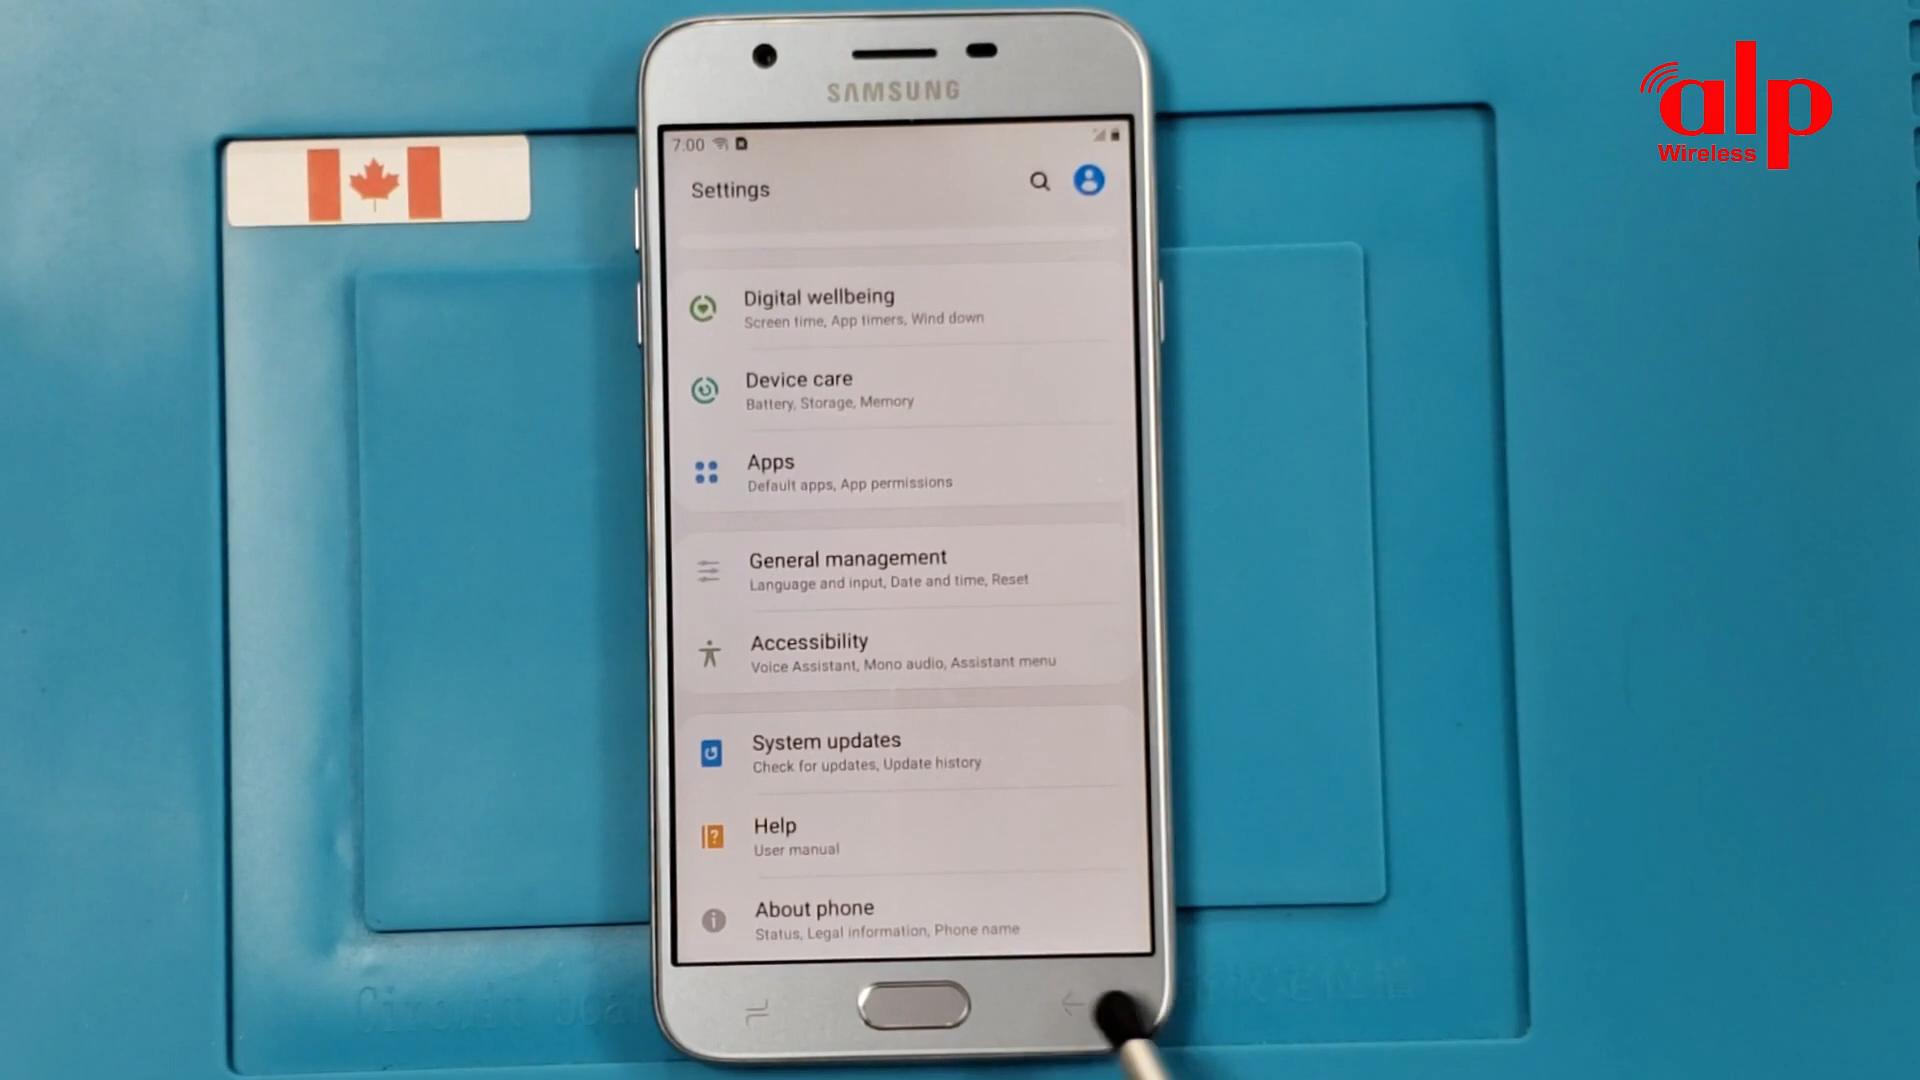 alp
Wireless
SAMSUNG
7:00
Settings
Digital wellbeing
Screen time, App timers, Wind down
Device care
Battery, Storage, Memory
Apps
Default apps, App permissions
General management
Language and input, Date and time, Reset
Accessibility
Voice Assistant, Mono audio, Assistant menu
System updates
Check for updates, Update history
Help
User manual
About phone
Status, Legal information, Phone name
Circuit